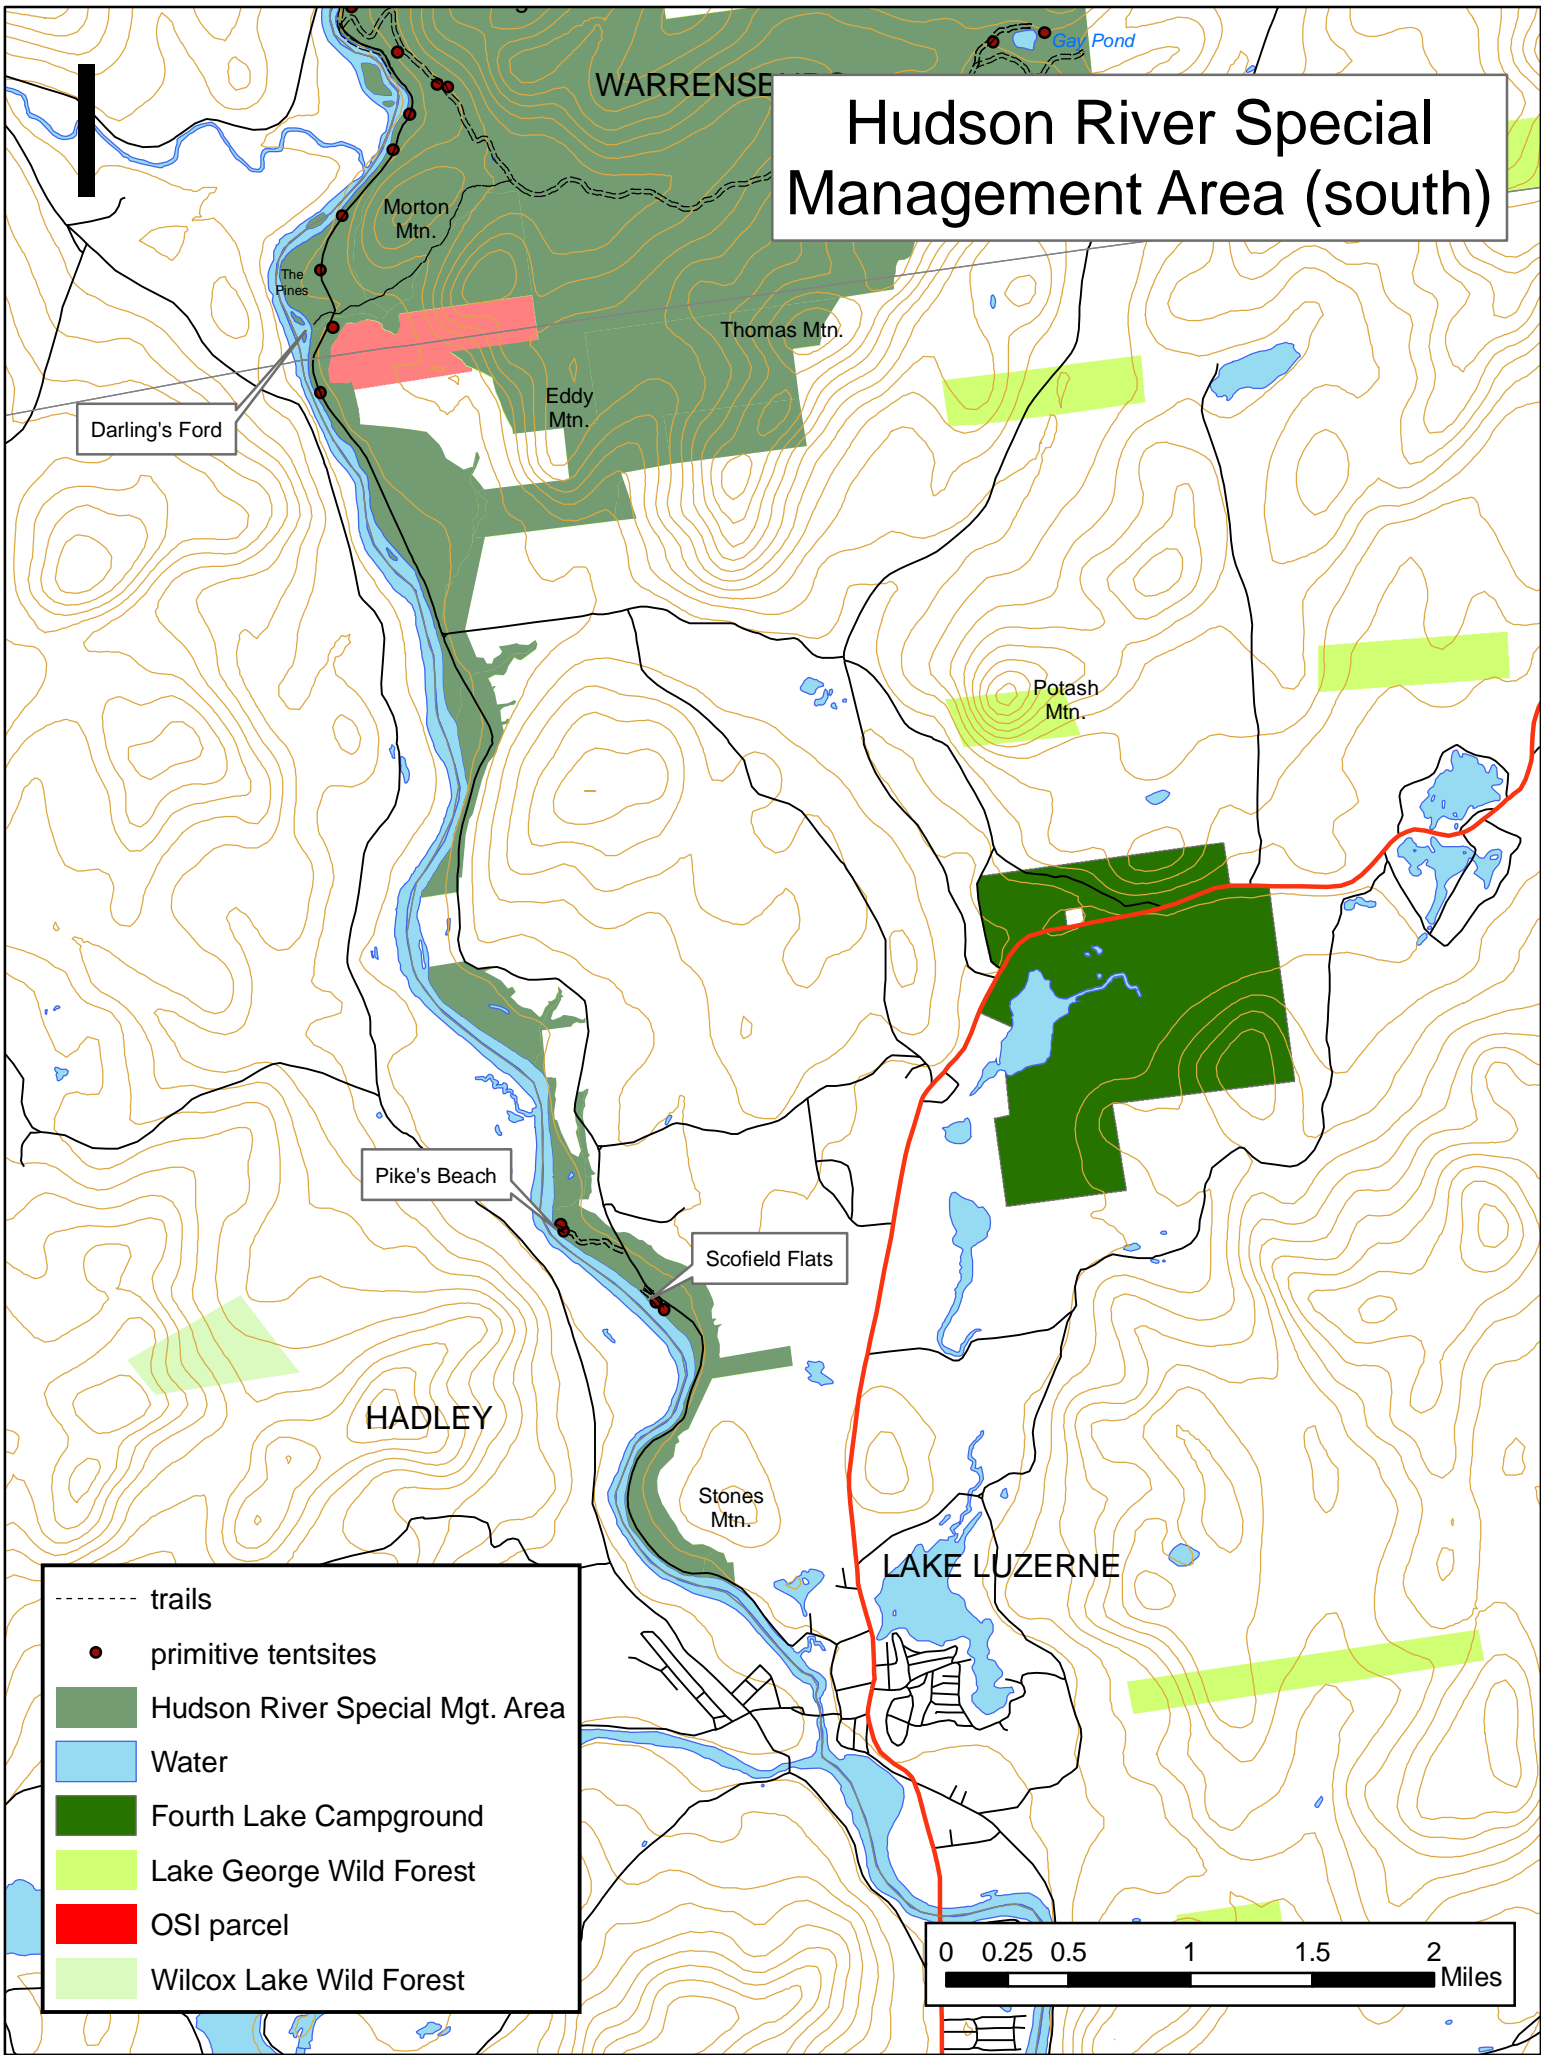 Gay Pond
Hudson River Special
Management Area (south)
Morton
Mtn.
The
Pines
Thomas Mtn.
Eddy
Mtn.
Darling's Ford
Potash
Mtn.
Pike's Beach
Scofield Flats
HADLEY
Stones
Mtn.
LAKE LUZERNE
trails
primitive tentsites
Hudson River Special Mgt. Area
Water
Fourth Lake Campground
Lake George Wild Forest
OSI parcel
Wilcox Lake Wild Forest
0 0.25 0.5 1 1.5 2
Miles